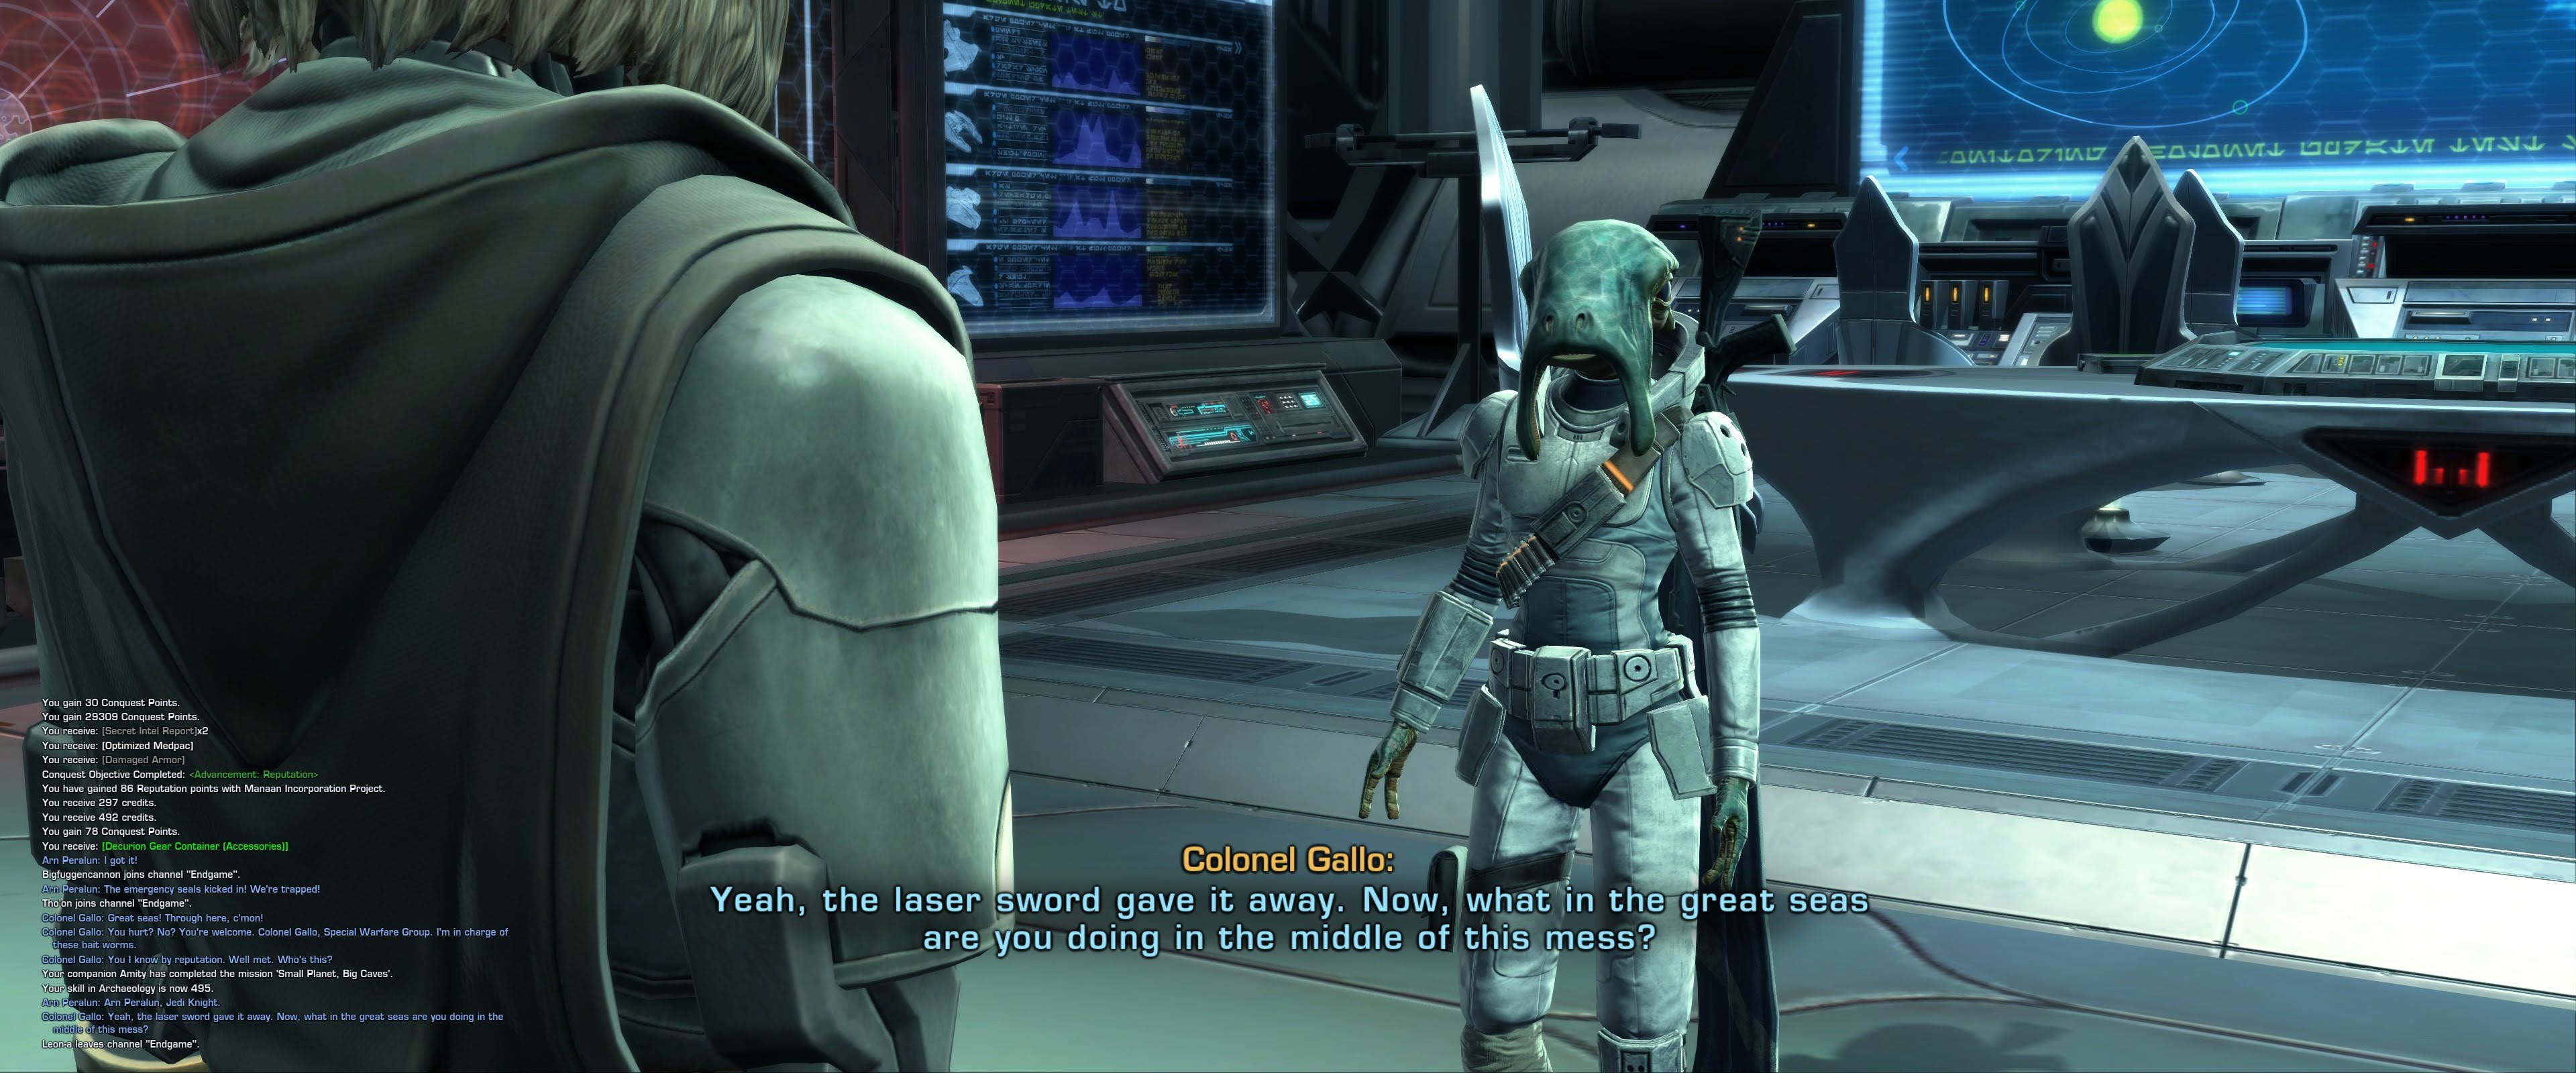 You gain 30 Conquest Points.
You gain 29309 Conquest Points.
You receive: [Secret Intel Report]x2
You receive: [Optimized Medpac]
You receive: [Damaged Armor]
Conquest Objective Completed: <Advancement: Reputation>
You have gained 86 Reputation points with Manaan Incorporation Project.
You receive 297 credits.
You receive 492 credits.
You gain 78 Conquest Points.
You receive: [Decurion Gear Container (Accessories)]
Arn Peralun: I got it!
Bigfuggencannon joins channel "Endgame".
Arn Peralun: The emergency seals kicked in! We're trapped!
Tho'on joins channel "Endgame".
Colonel Gallo: Great seas! Through here, c'mon!
Colonel Gallo: You hurt? No? You're welcome. Colonel Gallo, Special Warfare Group. I'm in charge of
these bait worms.
Colonel Gallo: You I know by reputation. Well met. Who's this?
Your companion Amity has completed the mission 'Small Planet, Big Caves'.
Your skill in Archaeology is now 495.
Arn Peralun: Arn Peralun, Jedi Knight.
Colonel Gallo: Yeah, the laser sword gave it away. Now, what in the great seas are you doing in the
middle of this mess?
Leon-a leaves channel "Endgame".
Colonel Gallo:
Yeah, the laser sword gave it away. Now, what in the great seas
are you doing in the middle of this mess?